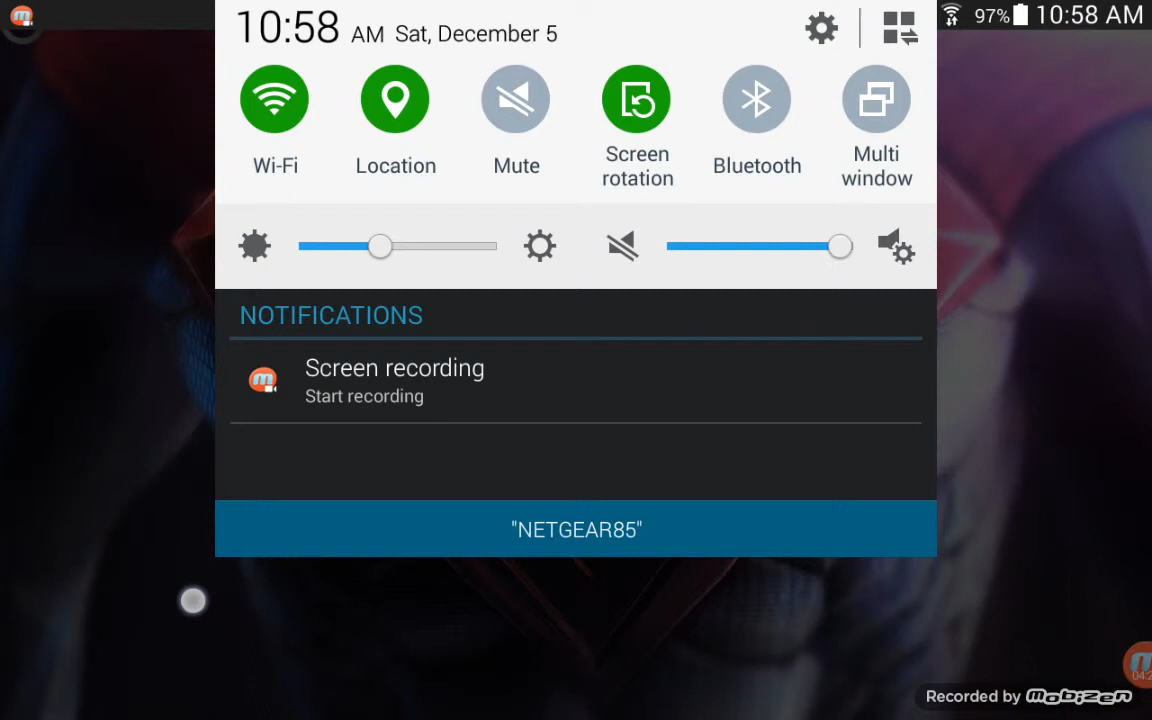 97% 10:58 AM
10:58 AM Sat, December 5
Wi-Fi
Location
Mute
Screen
rotation
Bluetooth
Multi
window
NOTIFICATIONS
Screen recording
Start recording
"NETGEAR85"
Recorded by Mobizen